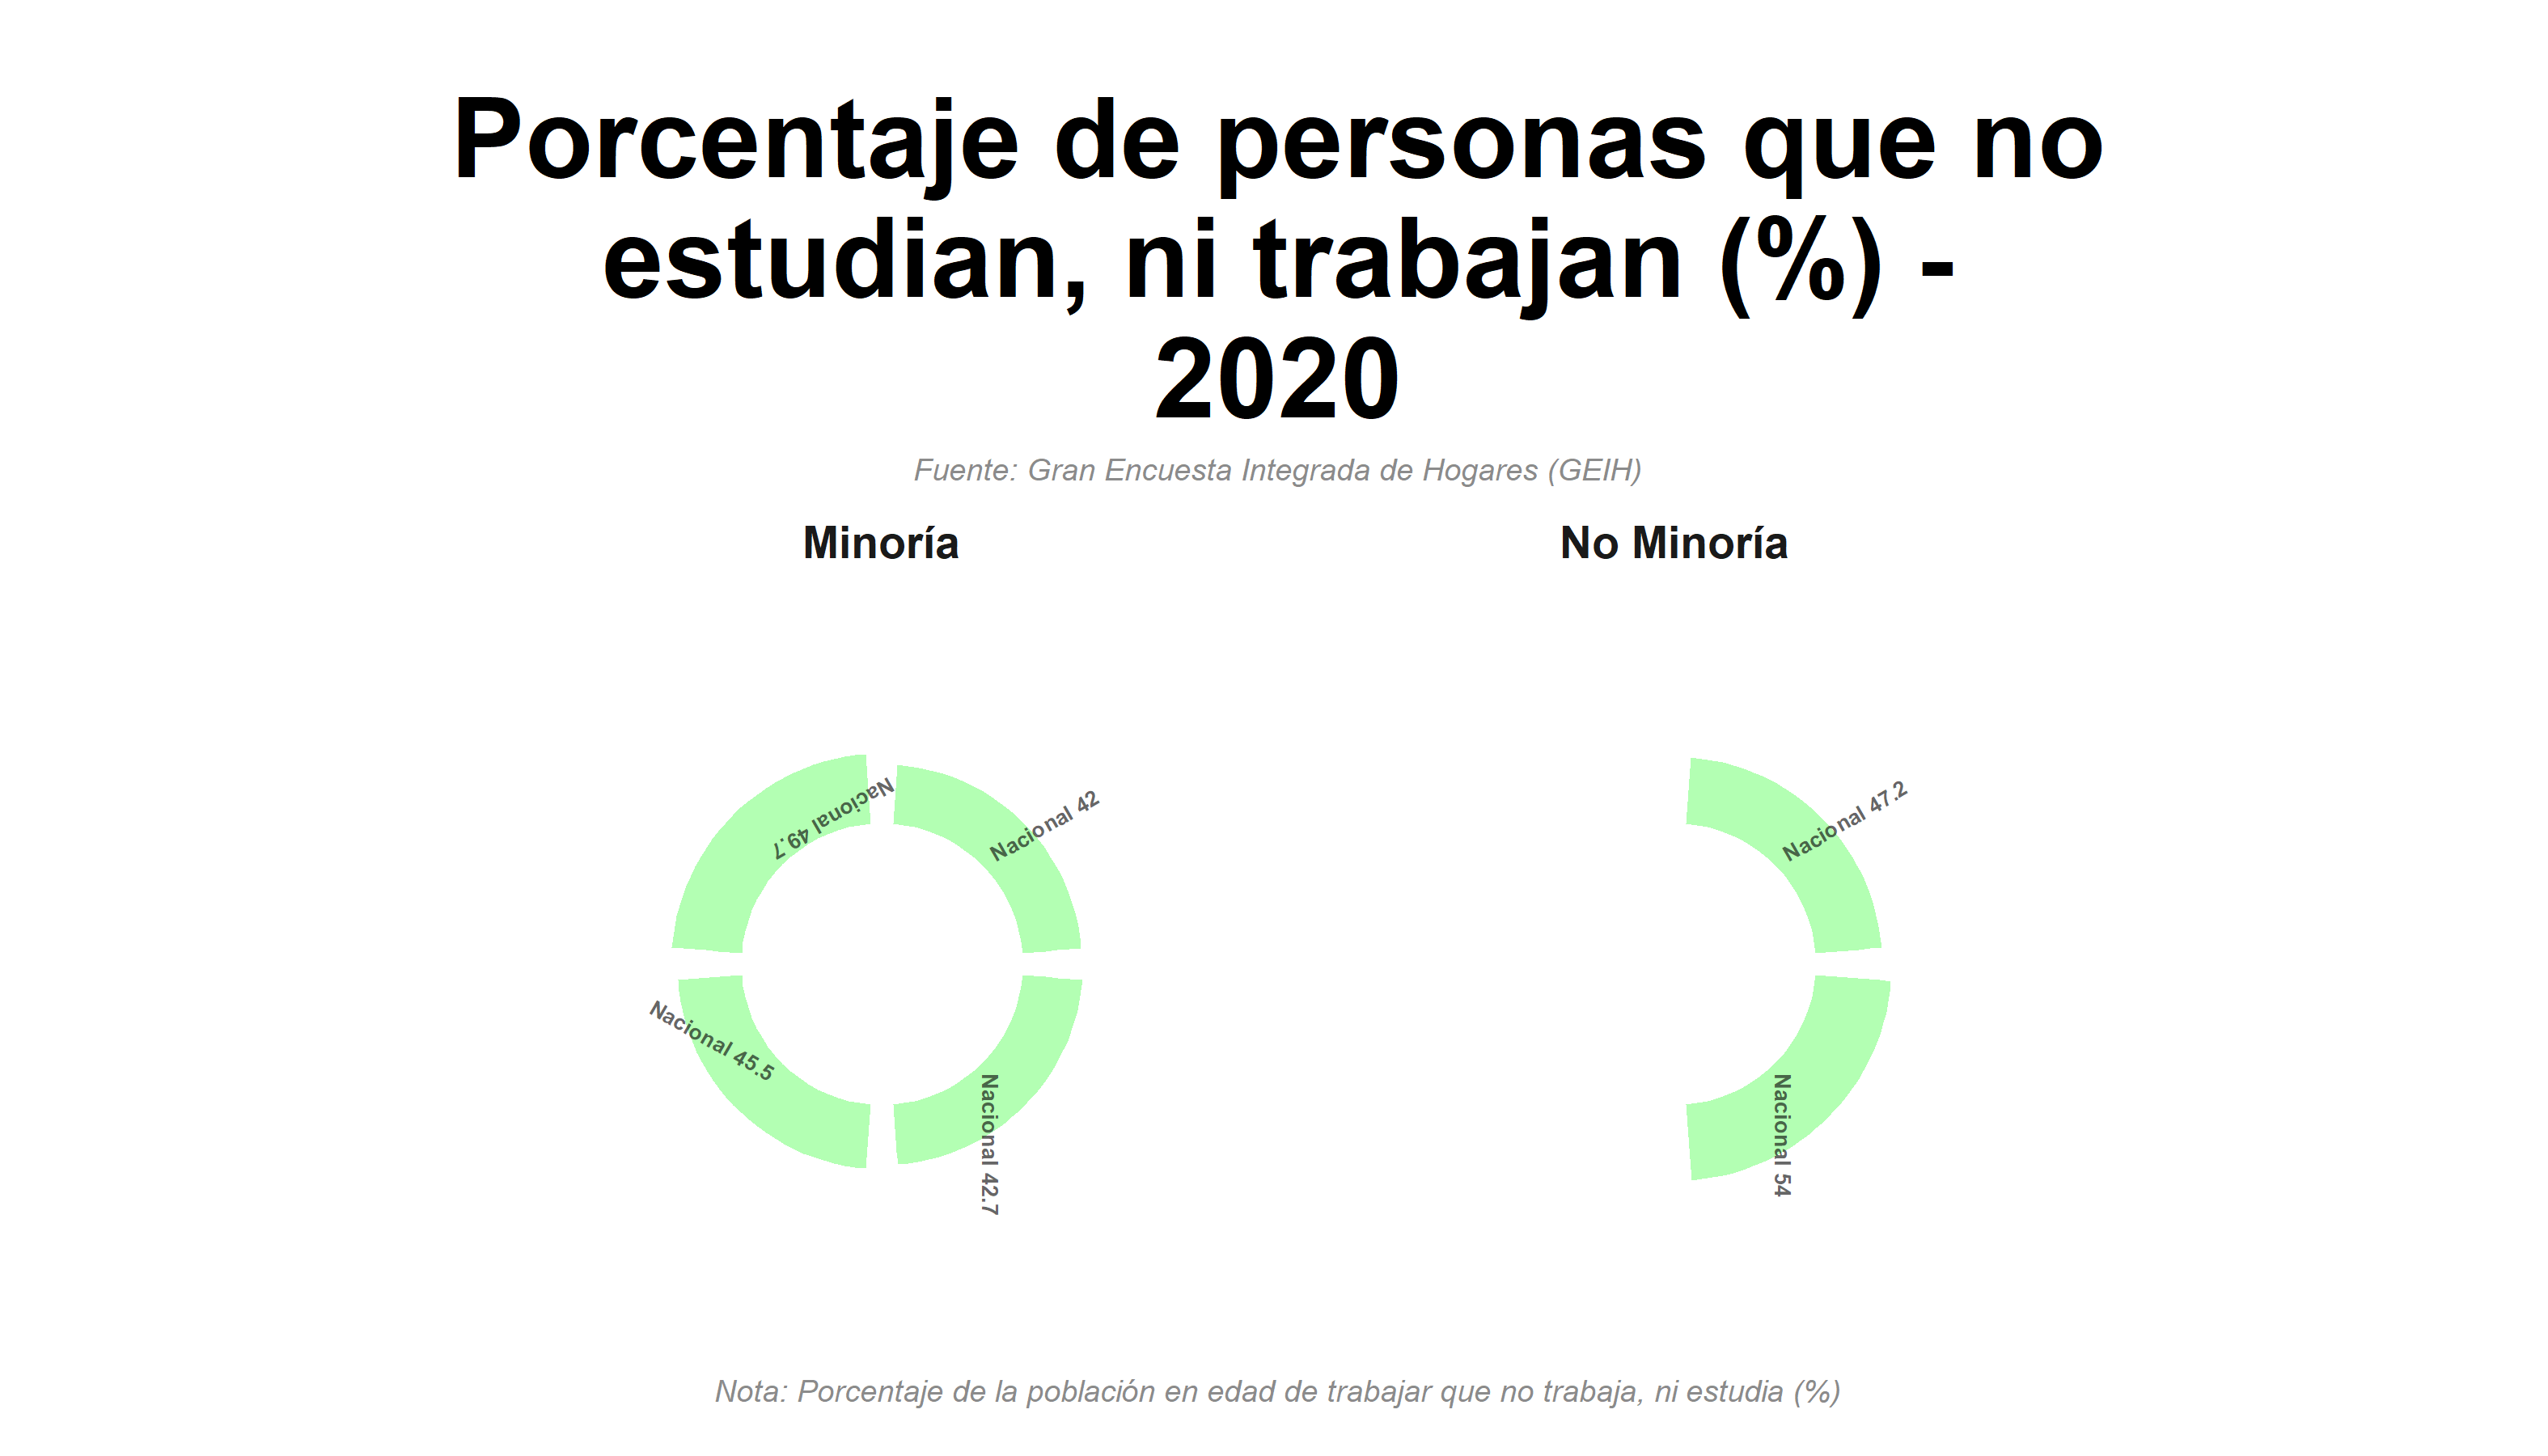 Porcentaje de personas que no
estudian, ni trabajan (%) -
2020
Fuente: Gran Encuesta Integrada de Hogares (GEIH)
Minoría
No Minoría
Nacional 49.7
Nacional 42
Nacional 45.5
Nacional 42.7
Nacional 47.2
Nacional 54
Nota: Porcentaje de la población en edad de trabajar que no trabaja, ni estudia (%)